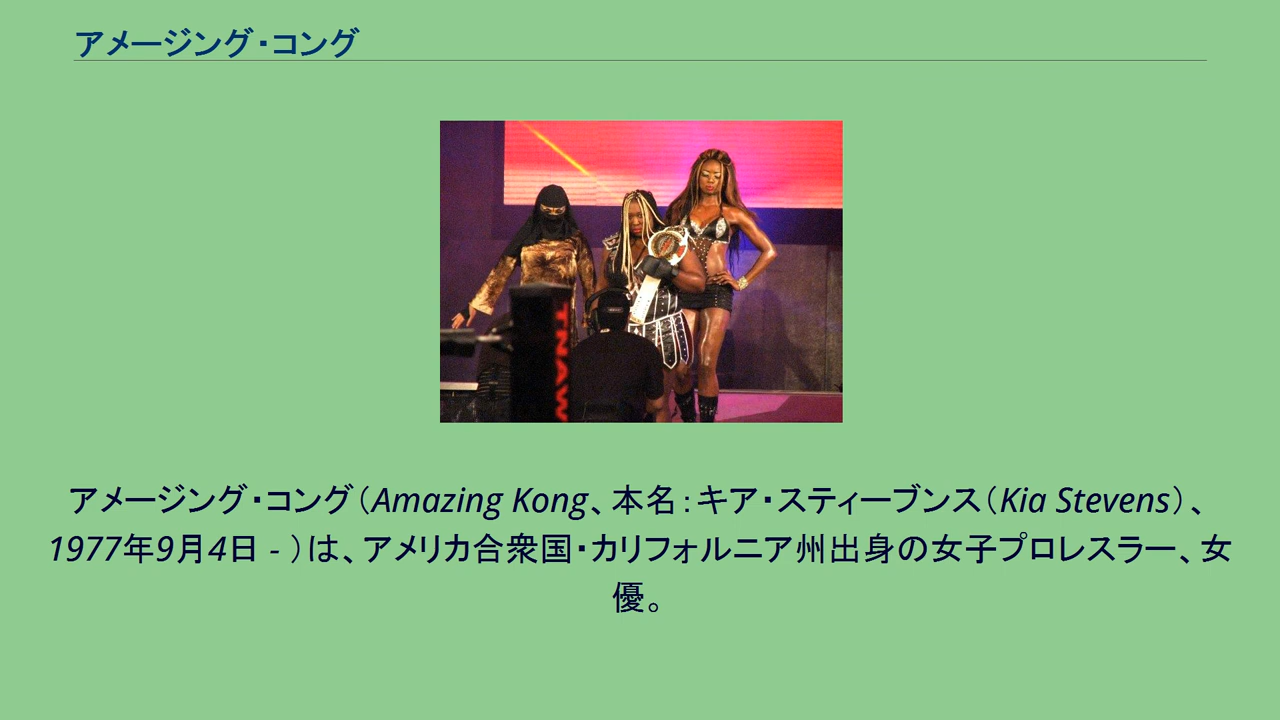 アメージング・コング
TNAW
アメージング・コング（Amazing Kong、本名：キア・スティーブンス（Kia Stevens）、
1977年9月4日 - ）は、アメリカ合衆国・カリフォルニア州出身の女子プロレスラー、女
優。